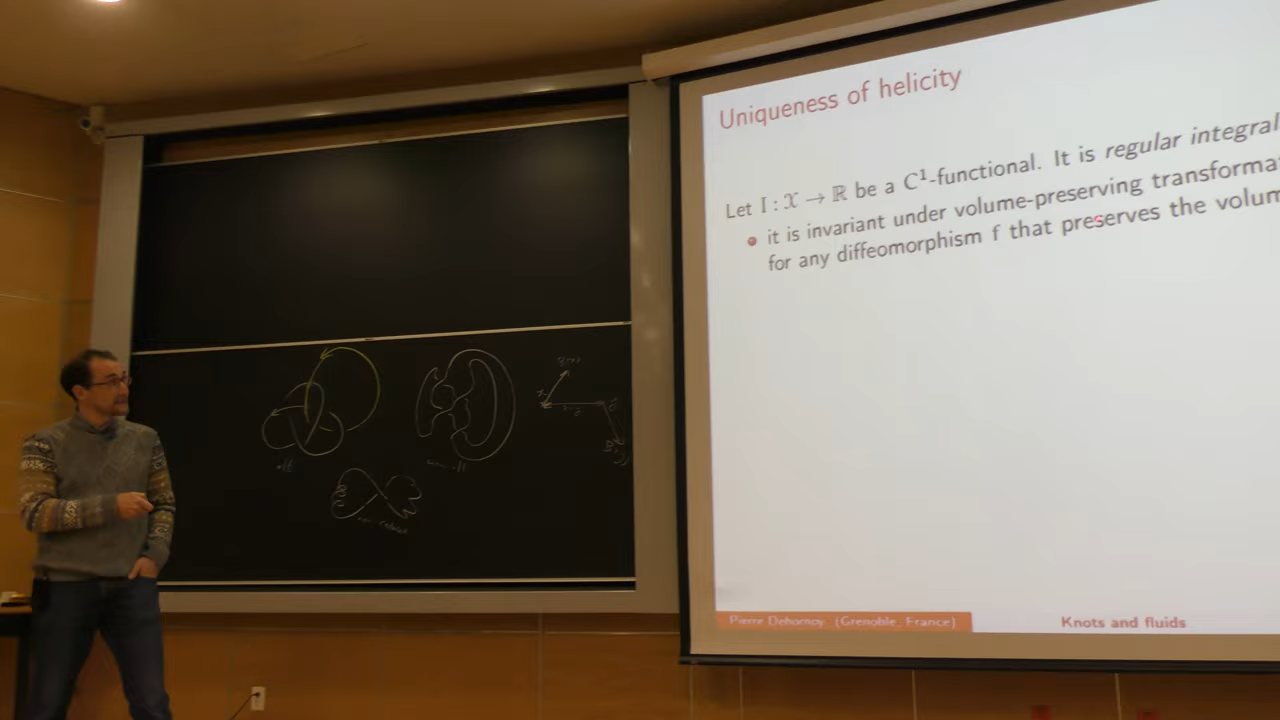 Uniqueness of helicity
Let I : X → ℝ be a C¹-functional. It is regular integral
it is invariant under volume-preserving transforma
for any diffeomorphism f that preserves the volum
Pierre Dehornoy (Grenoble, France)
Knots and fluids